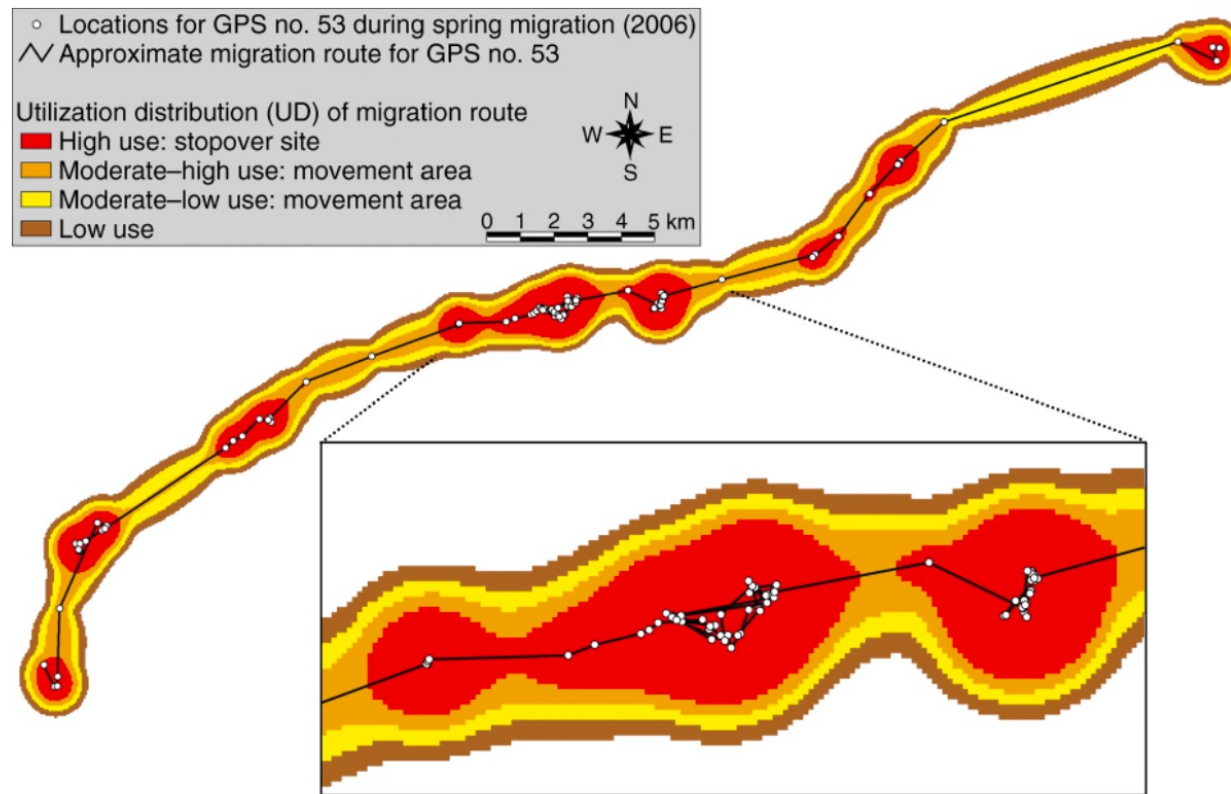 Locations for GPS no. 53 during spring migration (2006)
Approximate migration route for GPS no. 53
Utilization distribution (UD) of migration route
High use: stopover site
Moderate–high use: movement area
Moderate–low use: movement area
Low use
N
W E
S
0 1 2 3 4 5 km